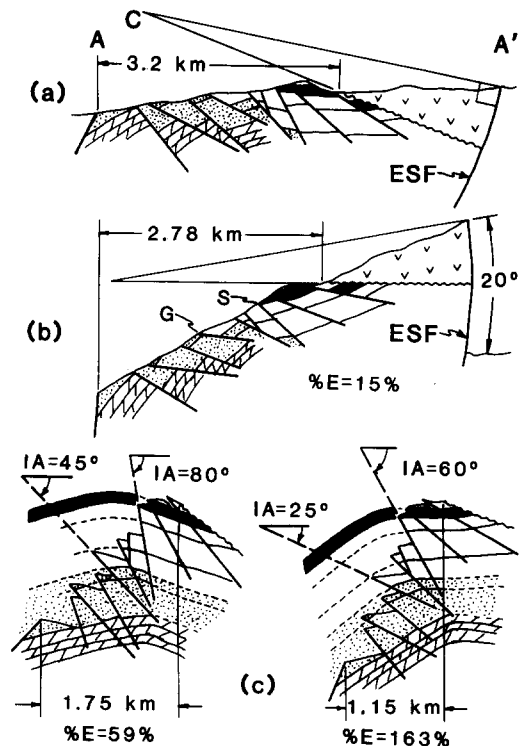 C
A
A'
3.2 km
(a)
ESF
2.78 km
20°
S
G
(b)
ESF
%E=15%
IA=45°
IA=80°
IA=60°
IA=25°
(c)
1.75 km
1.15 km
%E=59%
%E=163%